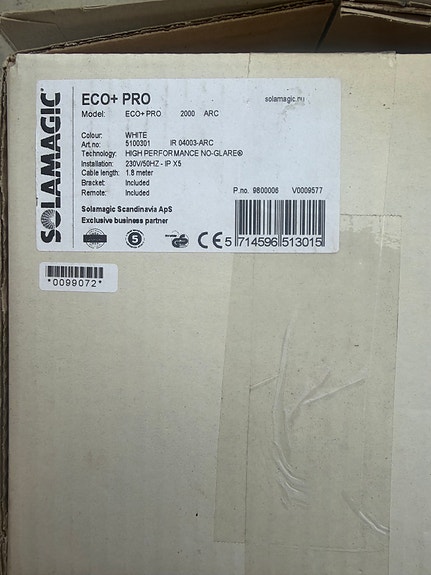 SOLAMAGIC
ECO+ PRO
solamagic.ru
Model: ECO+ PRO 2000 ARC
Colour: WHITE
Art.no: 5100301 IR 04003-ARC
Technology: HIGH PERFORMANCE NO-GLARE®
Installation: 230V/50HZ - IP X5
Cable length: 1.8 meter
Bracket: Included
Remote: Included
P.no. 9800006 V0009577
Solamagic Scandinavia ApS
Exclusive business partner
5
CE
5 714596 513015
*0099072*